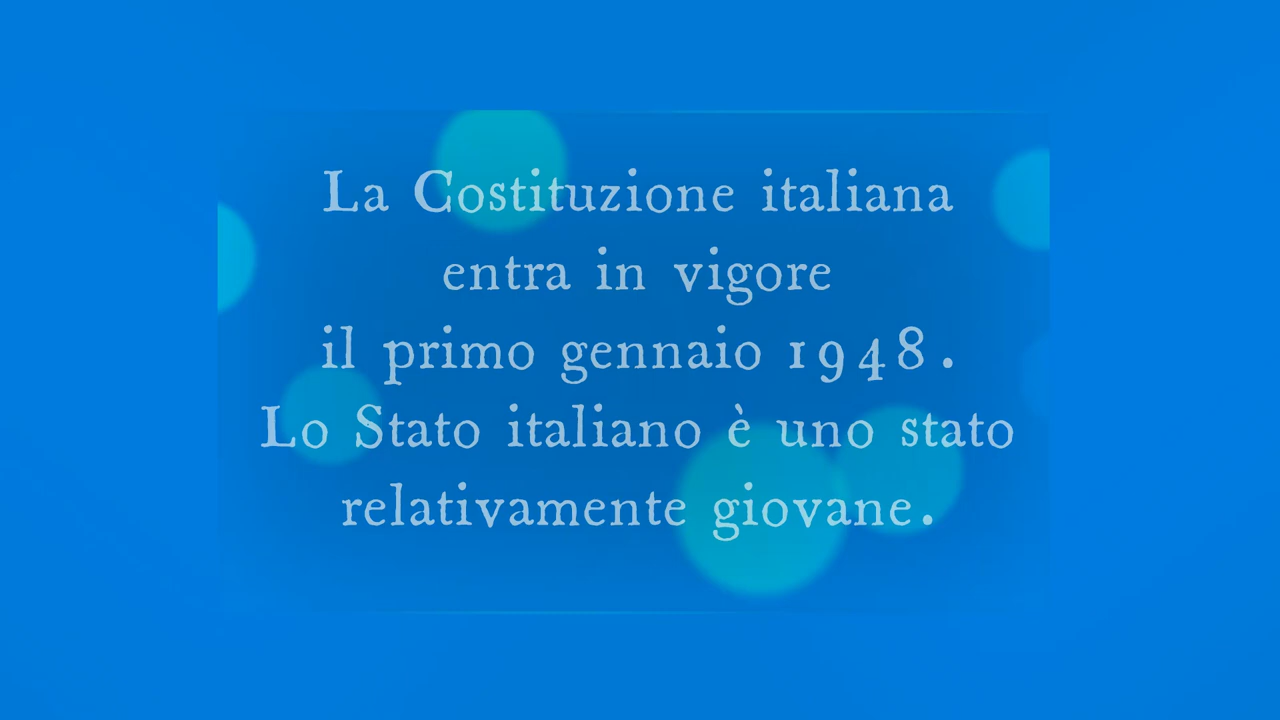 La Costituzione italiana
entra in vigore
il primo gennaio 1948.
Lo Stato italiano è uno stato
relativamente giovane.